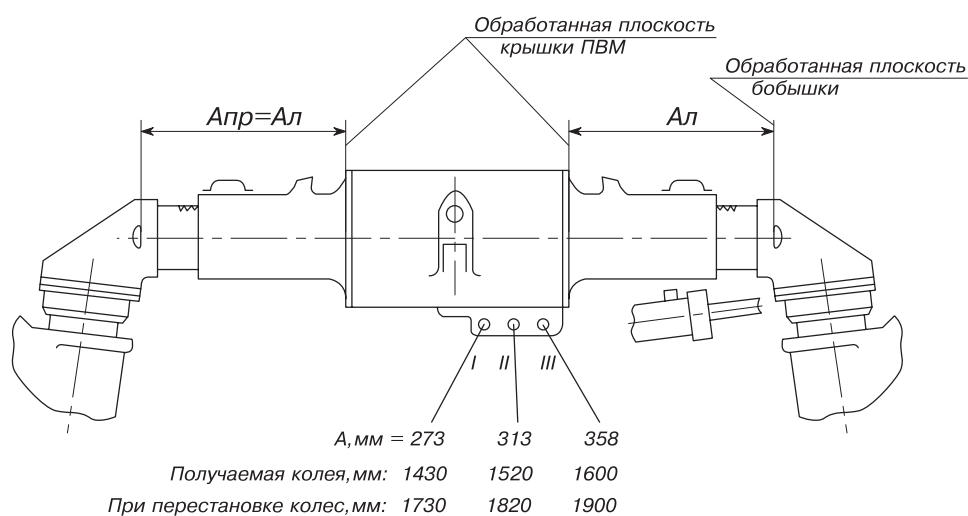 Обработанная плоскость
крышки ПВМ
Обработанная плоскость
бобышки
Апр=Ал
Ал
I II III
А,мм = 273 313 358
Получаемая колея,мм: 1430 1520 1600
При перестановке колес,мм: 1730 1820 1900